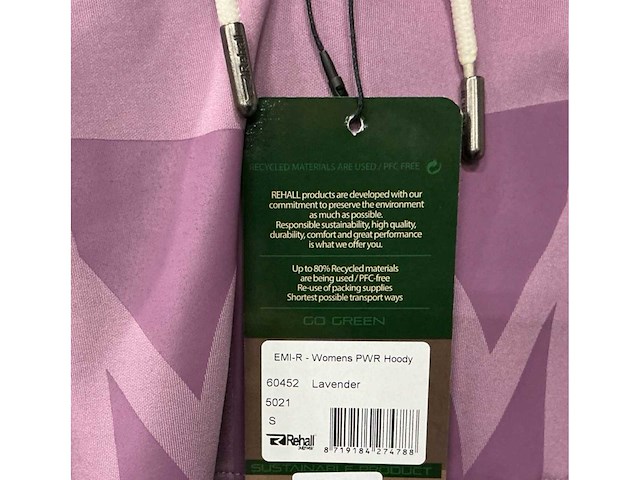 Rehall
RECYCLED MATERIALS ARE USED / PFC-FREE
REHALL products are developed with our
commitment to preserve the environment
as much as possible.
Responsible sustainability, high quality,
durability, comfort and great performance
is what we offer you.
Up to 80% Recycled materials
are being used / PFC-free
Re-use of packing supplies
Shortest possible transport ways
GO GREEN
EMI-R - Womens PWR Hoody
60452 Lavender
5021
S
Rehall
8 719184 274788
SUSTAINABLE PRODUCT